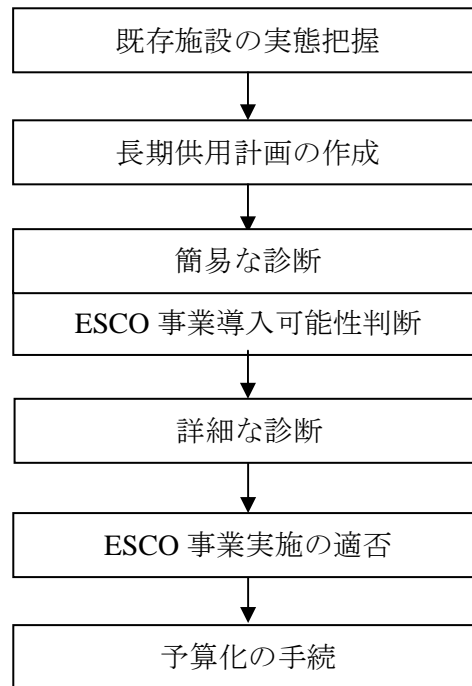 既存施設の実態把握
長期供用計画の作成
簡易な診断
ESCO 事業導入可能性判断
詳細な診断
ESCO 事業実施の適否
予算化の手続